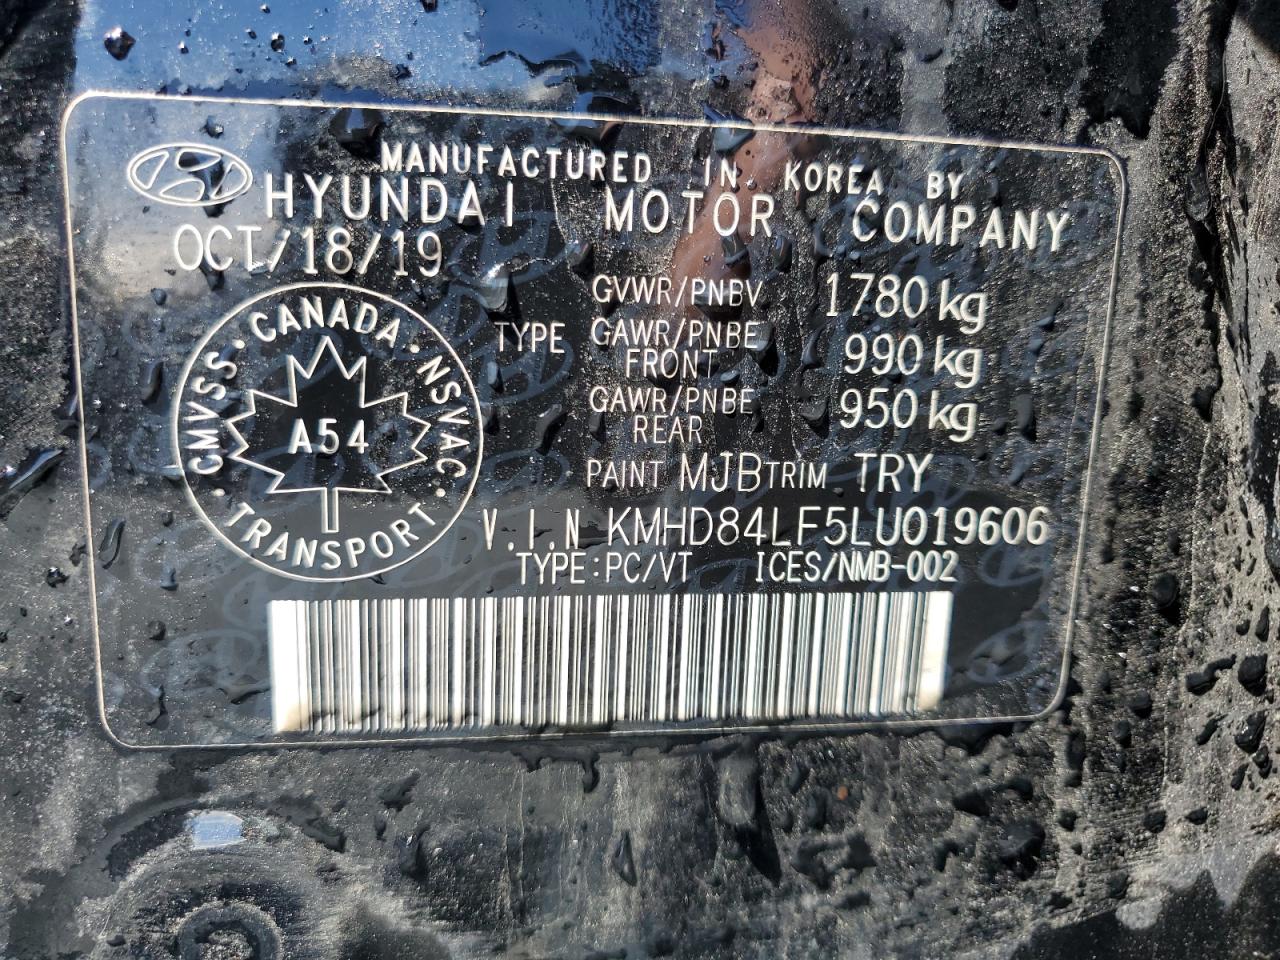 MANUFACTURED IN KOREA BY
HYUNDAI MOTOR COMPANY
OCT/18/19
GVWR/PNBV 1780 kg
TYPE GAWR/PNBE FRONT 990 kg
GAWR/PNBE REAR 950 kg
PAINT MJB TRIM TRY
V.I.N KMHD84LF5LU019606
TYPE:PC/VT ICES/NMB-002
CMVSS · CANADA · NSVAC · TRANSPORT ·
A54